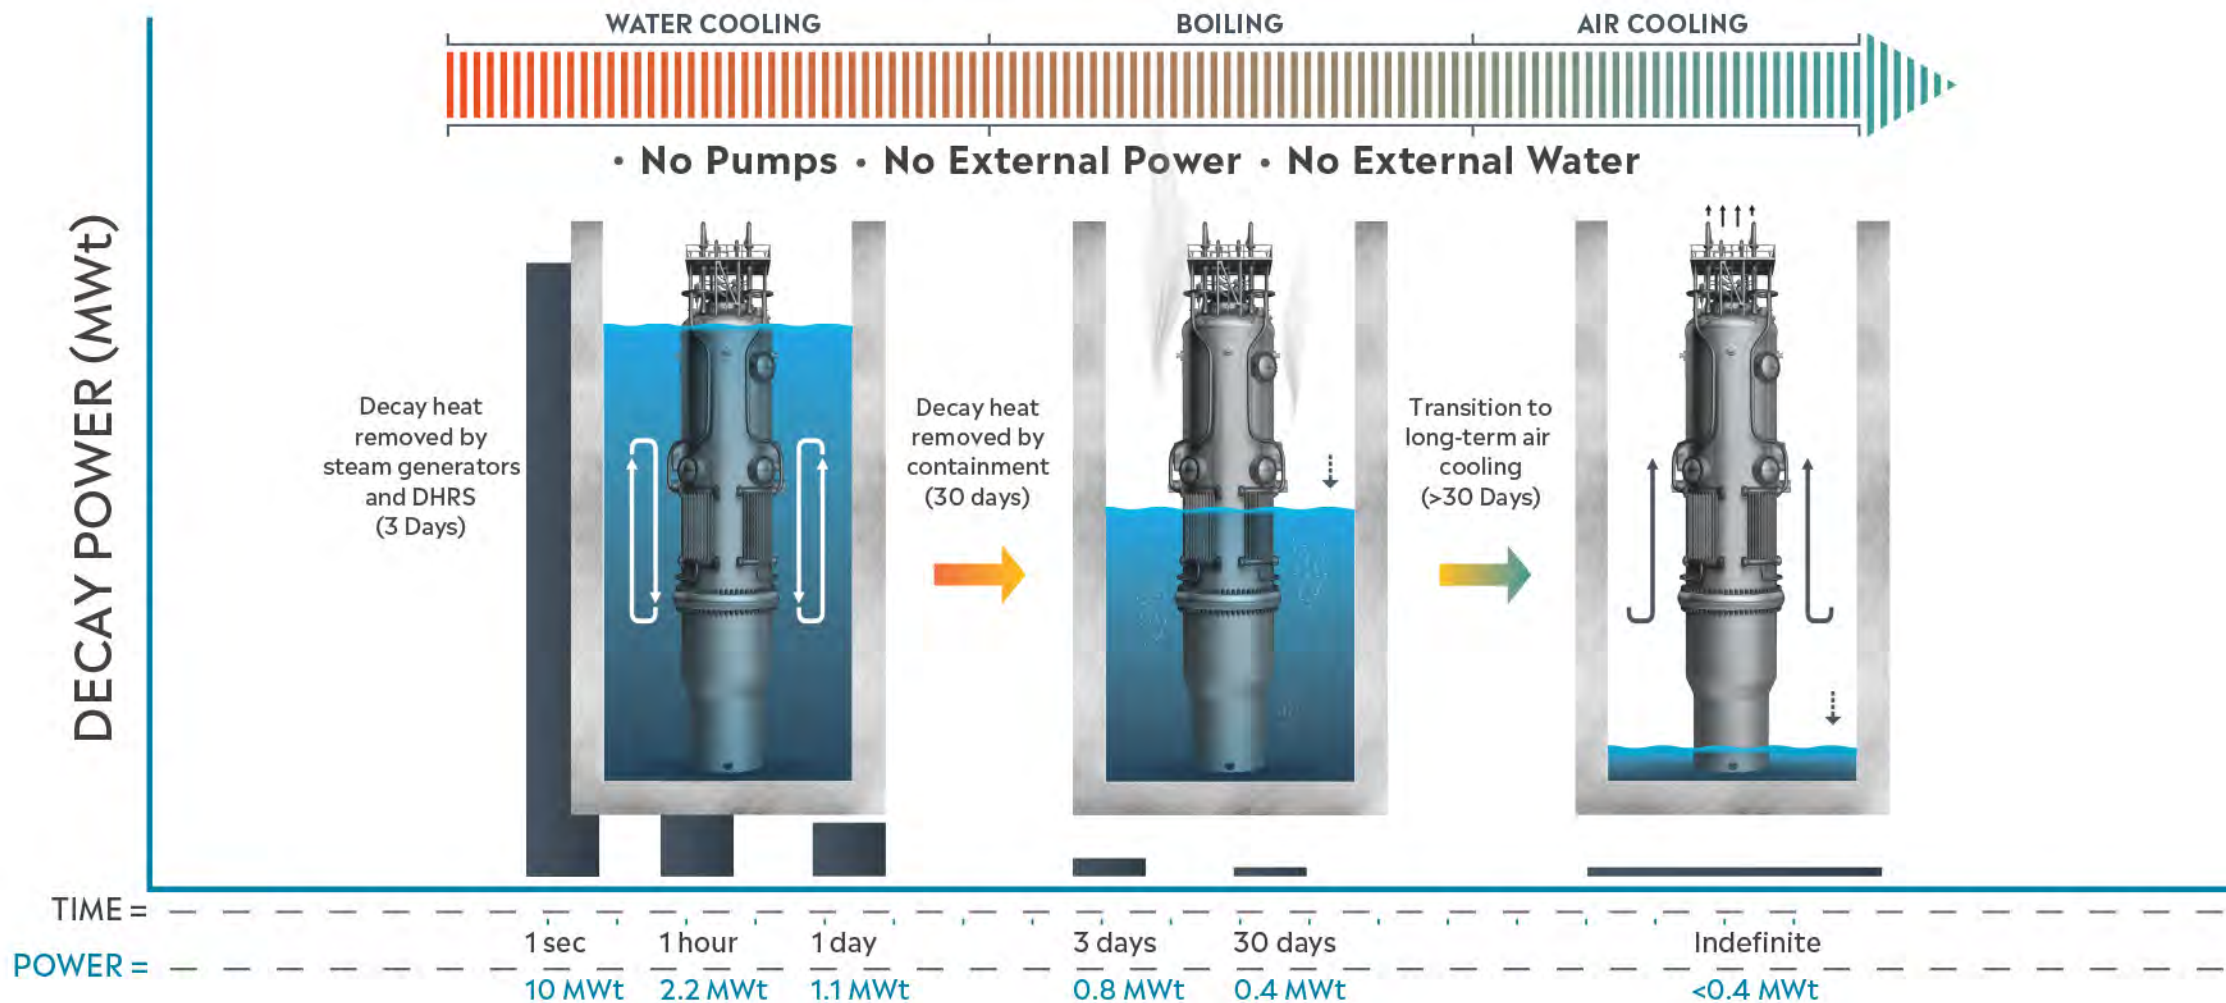 WATER COOLING
BOILING
AIR COOLING
• No Pumps • No External Power • No External Water
DECAY POWER (MWt)
Decay heat
removed by
steam generators
and DHRS
(3 Days)
Decay heat
removed by
containment
(30 days)
Transition to
long-term air
cooling
(>30 Days)
TIME =
1 sec
1 hour
1 day
3 days
30 days
Indefinite
POWER =
10 MWt
2.2 MWt
1.1 MWt
0.8 MWt
0.4 MWt
<0.4 MWt